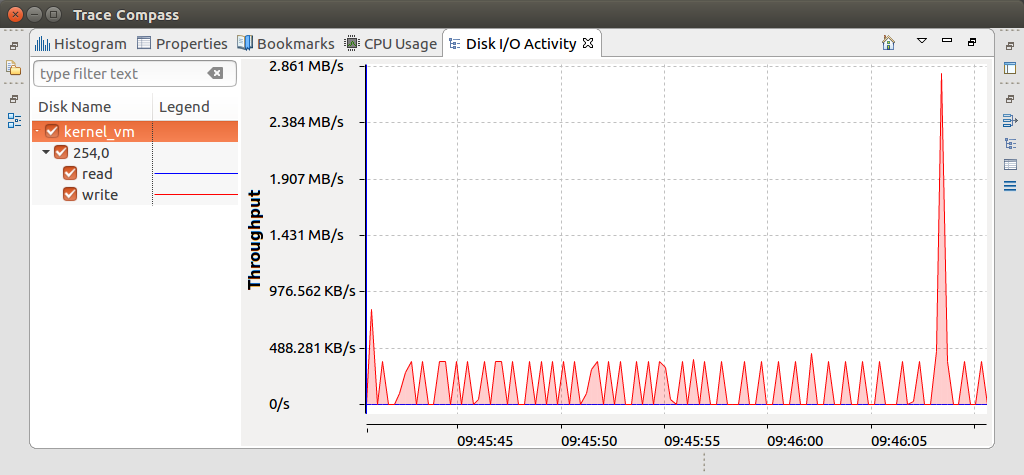 Trace Compass
Histogram Properties Bookmarks CPU Usage Disk I/O Activity
type filter text
Disk Name Legend
kernel_vm
254,0
read
write
Throughput
2.861 MB/s
2.384 MB/s
1.907 MB/s
1.431 MB/s
976.562 KB/s
488.281 KB/s
0/s
09:45:45 09:45:50 09:45:55 09:46:00 09:46:05